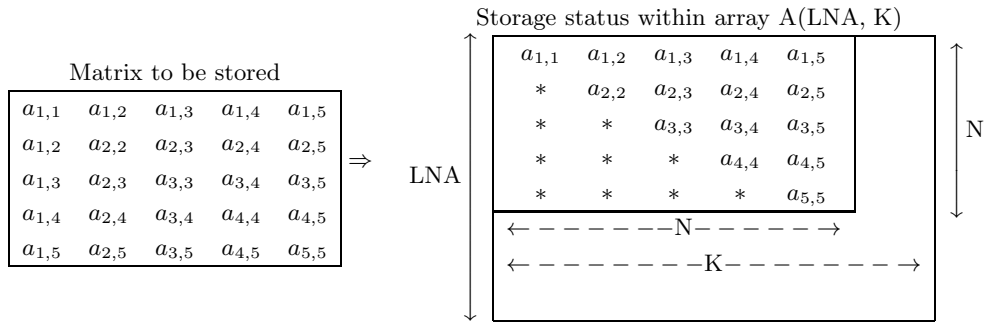 Storage status within array A(LNA, K)
Matrix to be stored
a1,1 a1,2 a1,3 a1,4 a1,5
a1,2 a2,2 a2,3 a2,4 a2,5
a1,3 a2,3 a3,3 a3,4 a3,5
a1,4 a2,4 a3,4 a4,4 a4,5
a1,5 a2,5 a3,5 a4,5 a5,5
⇒
LNA
a1,1 a1,2 a1,3 a1,4 a1,5
* a2,2 a2,3 a2,4 a2,5
* * a3,3 a3,4 a3,5
* * * a4,4 a4,5
* * * * a5,5
N
N
K